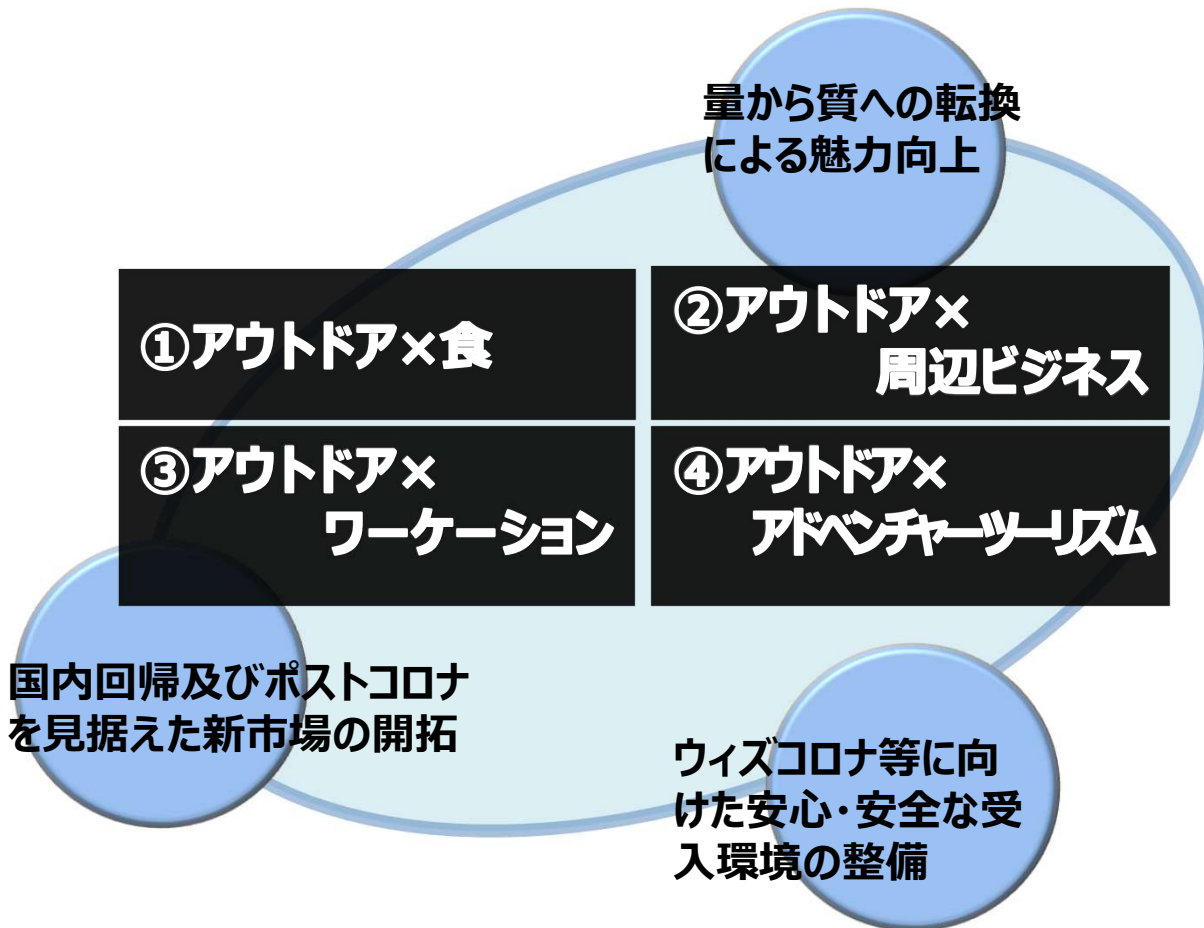 量から質への転換
による魅力向上
①アウトドア×食
②アウトドア×
周辺ビジネス
③アウトドア×
ワーケーション
④アウトドア×
アドベンチャーツーリズム
国内回帰及びポストコロナ
を見据えた新市場の開拓
ウィズコロナ等に向
けた安心・安全な受
入環境の整備